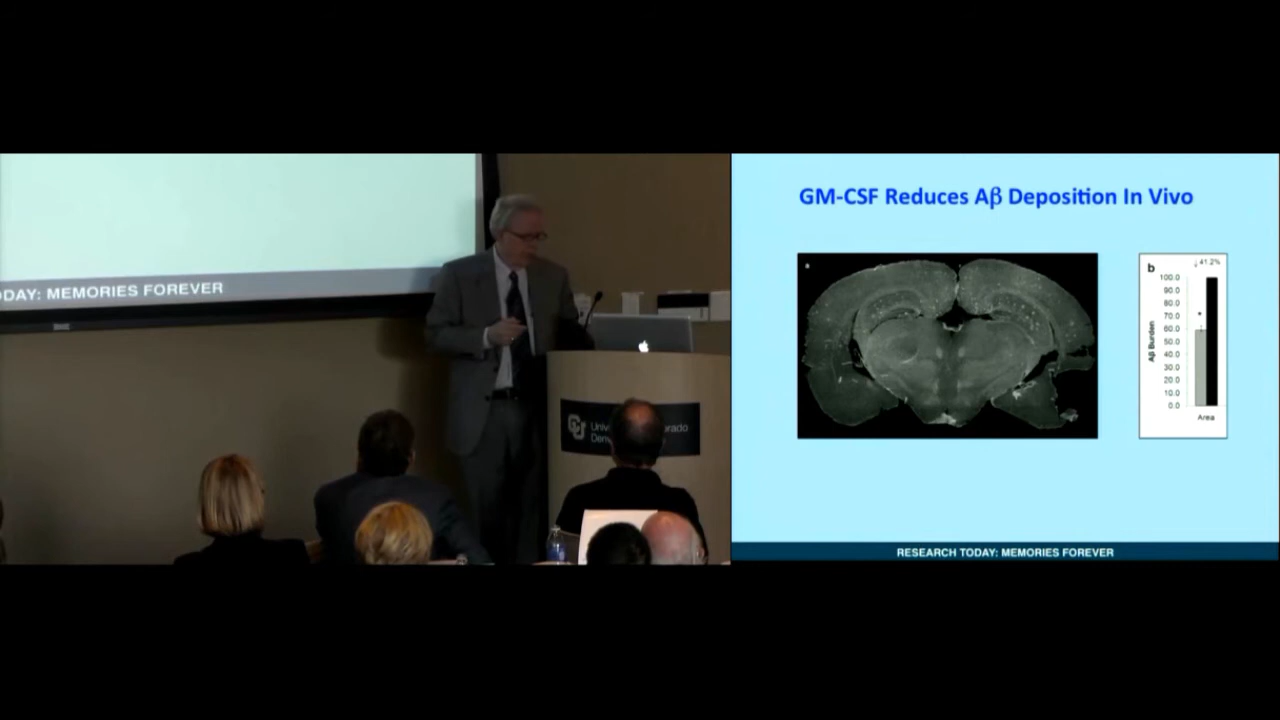 ODAY: MEMORIES FOREVER
GM-CSF Reduces Aβ Deposition In Vivo
a
b
↓41.2%
100.0
90.0
80.0
70.0
60.0
50.0
40.0
30.0
20.0
10.0
0.0
*
Aβ Burden
Area
RESEARCH TODAY: MEMORIES FOREVER